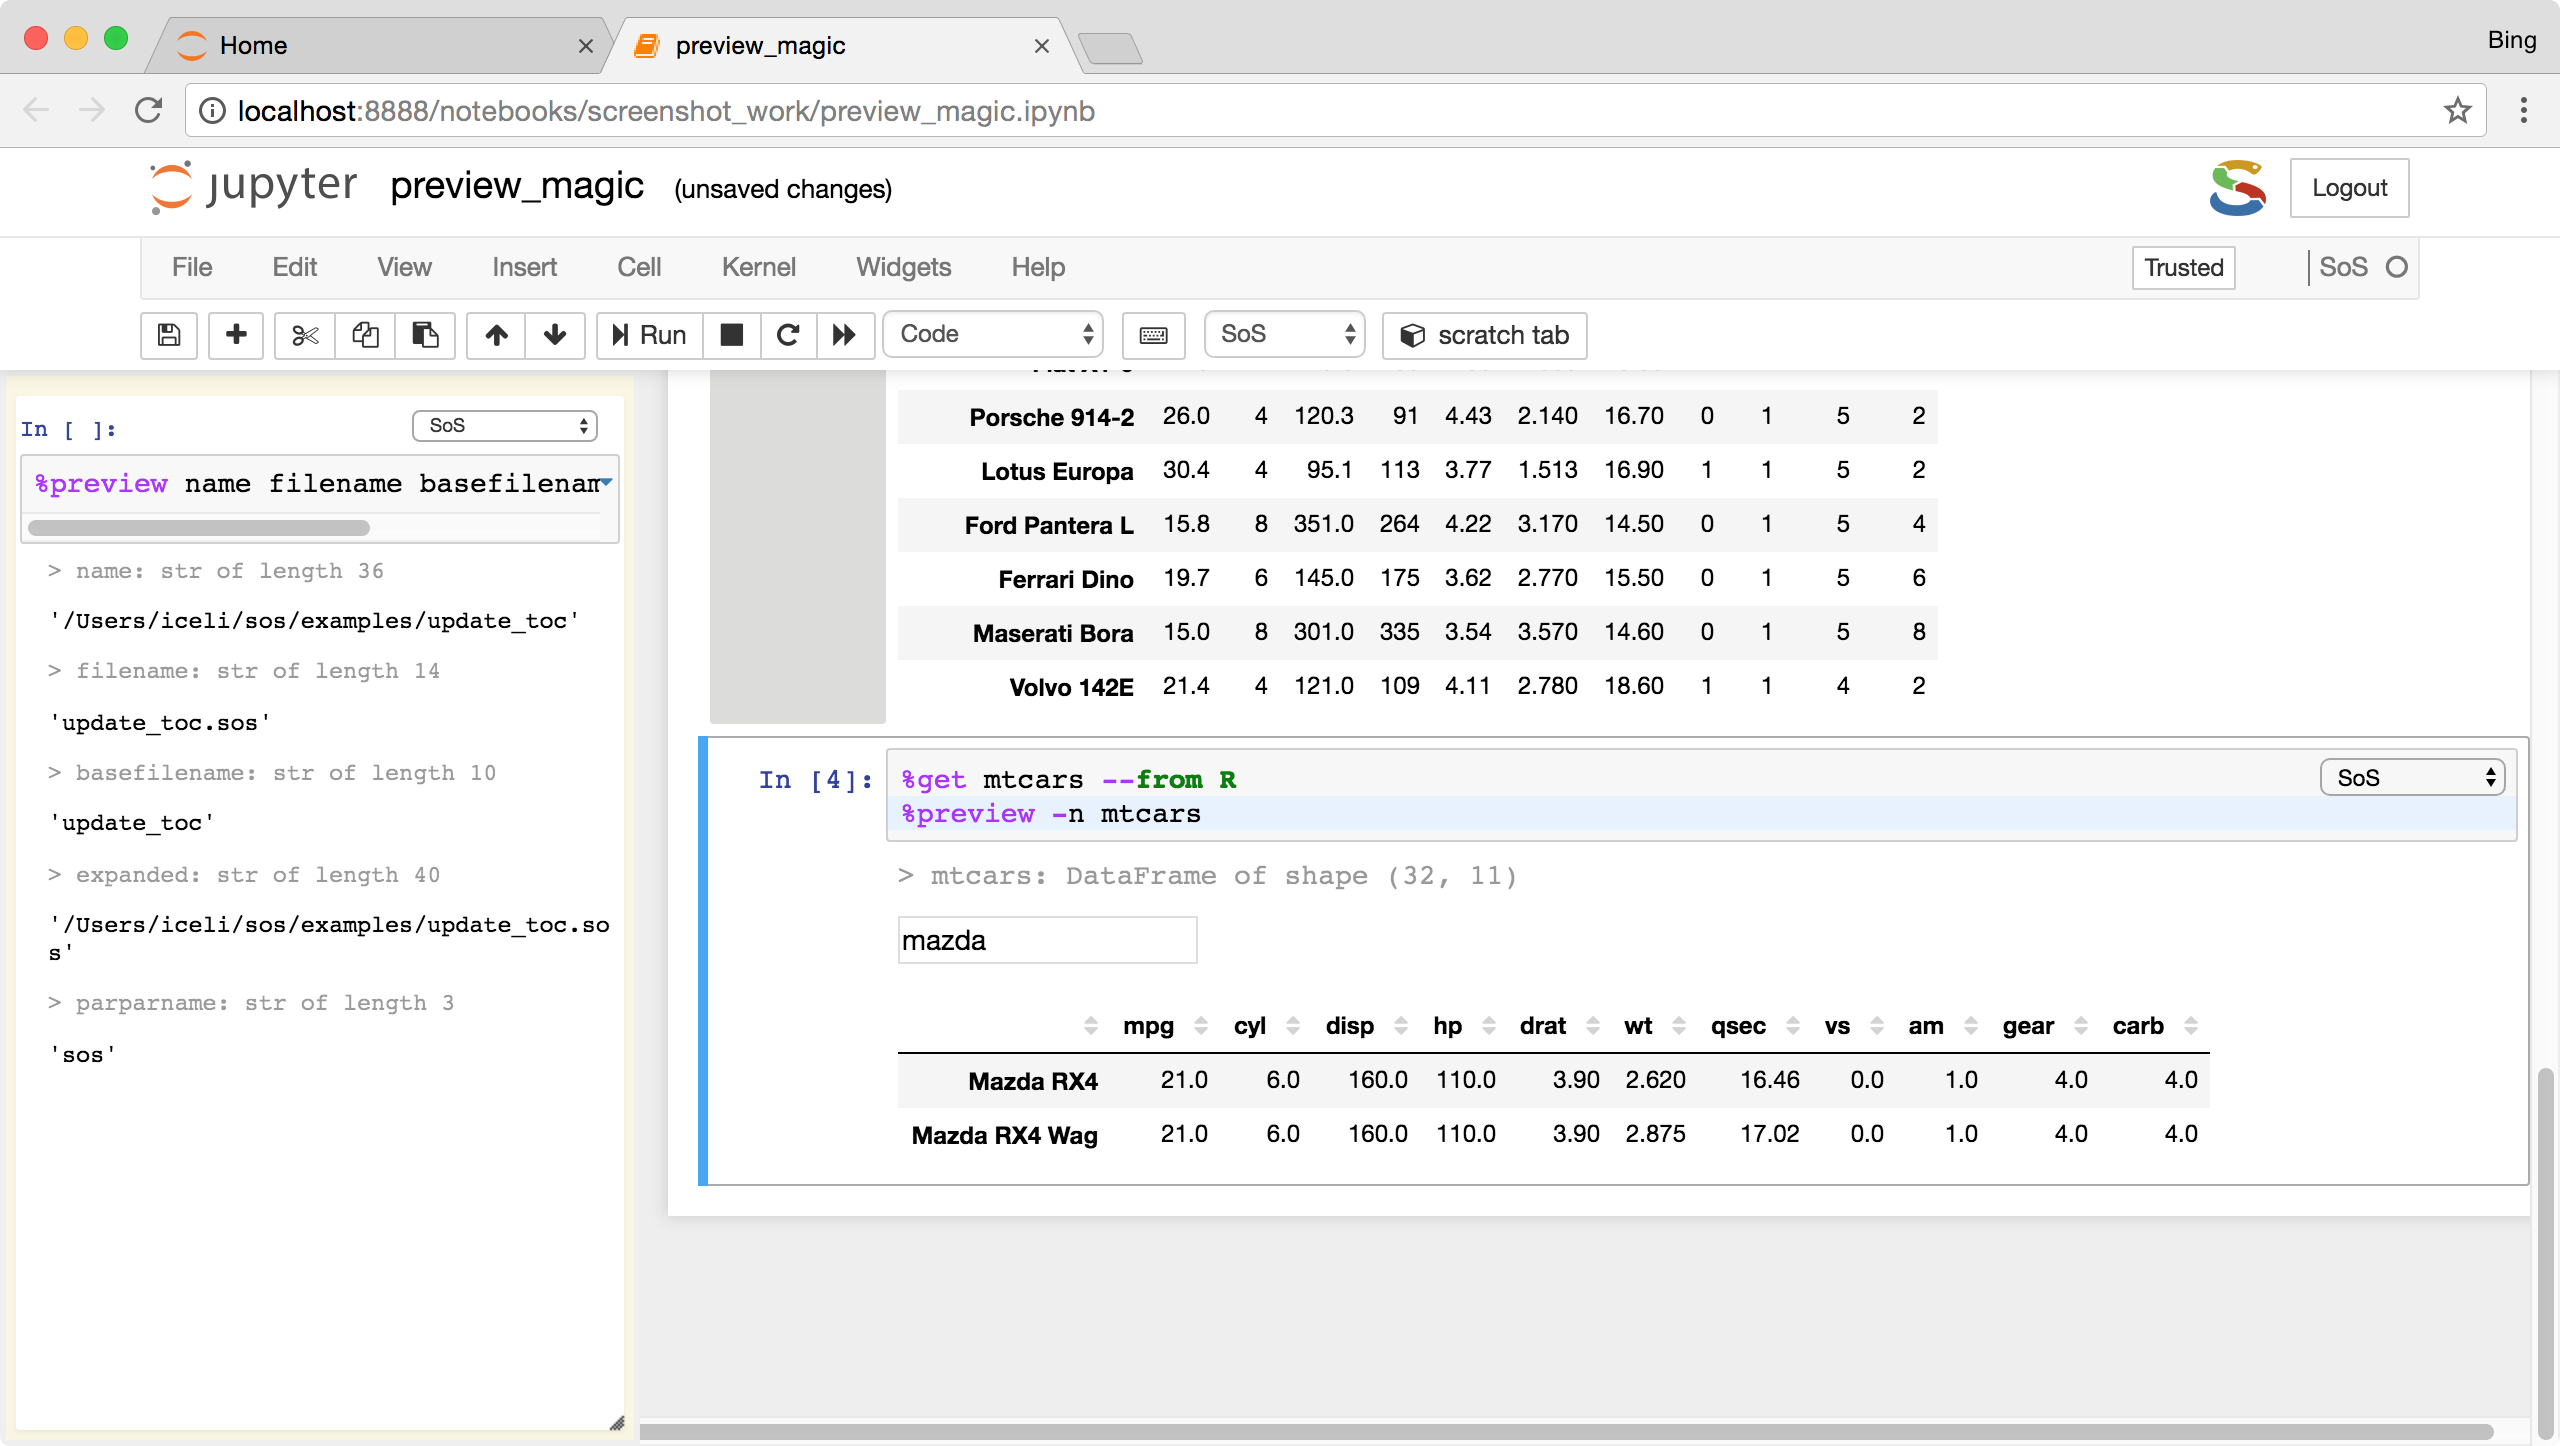 Home
preview_magic
Bing
localhost:8888/notebooks/screenshot_work/preview_magic.ipynb
jupyter preview_magic (unsaved changes)
Logout
File Edit View Insert Cell Kernel Widgets Help
Trusted
SoS
Run
Code
SoS
scratch tab
In [ ]:
SoS
%preview name filename basefilenam
> name: str of length 36
'/Users/iceli/sos/examples/update_toc'
> filename: str of length 14
'update_toc.sos'
> basefilename: str of length 10
'update_toc'
> expanded: str of length 40
'/Users/iceli/sos/examples/update_toc.so
s'
> parparname: str of length 3
'sos'
Porsche 914-2 26.0 4 120.3 91 4.43 2.140 16.70 0 1 5 2
Lotus Europa 30.4 4 95.1 113 3.77 1.513 16.90 1 1 5 2
Ford Pantera L 15.8 8 351.0 264 4.22 3.170 14.50 0 1 5 4
Ferrari Dino 19.7 6 145.0 175 3.62 2.770 15.50 0 1 5 6
Maserati Bora 15.0 8 301.0 335 3.54 3.570 14.60 0 1 5 8
Volvo 142E 21.4 4 121.0 109 4.11 2.780 18.60 1 1 4 2
In [4]:
%get mtcars --from R
SoS
%preview -n mtcars
> mtcars: DataFrame of shape (32, 11)
mazda
mpg cyl disp hp drat wt qsec vs am gear carb
Mazda RX4 21.0 6.0 160.0 110.0 3.90 2.620 16.46 0.0 1.0 4.0 4.0
Mazda RX4 Wag 21.0 6.0 160.0 110.0 3.90 2.875 17.02 0.0 1.0 4.0 4.0